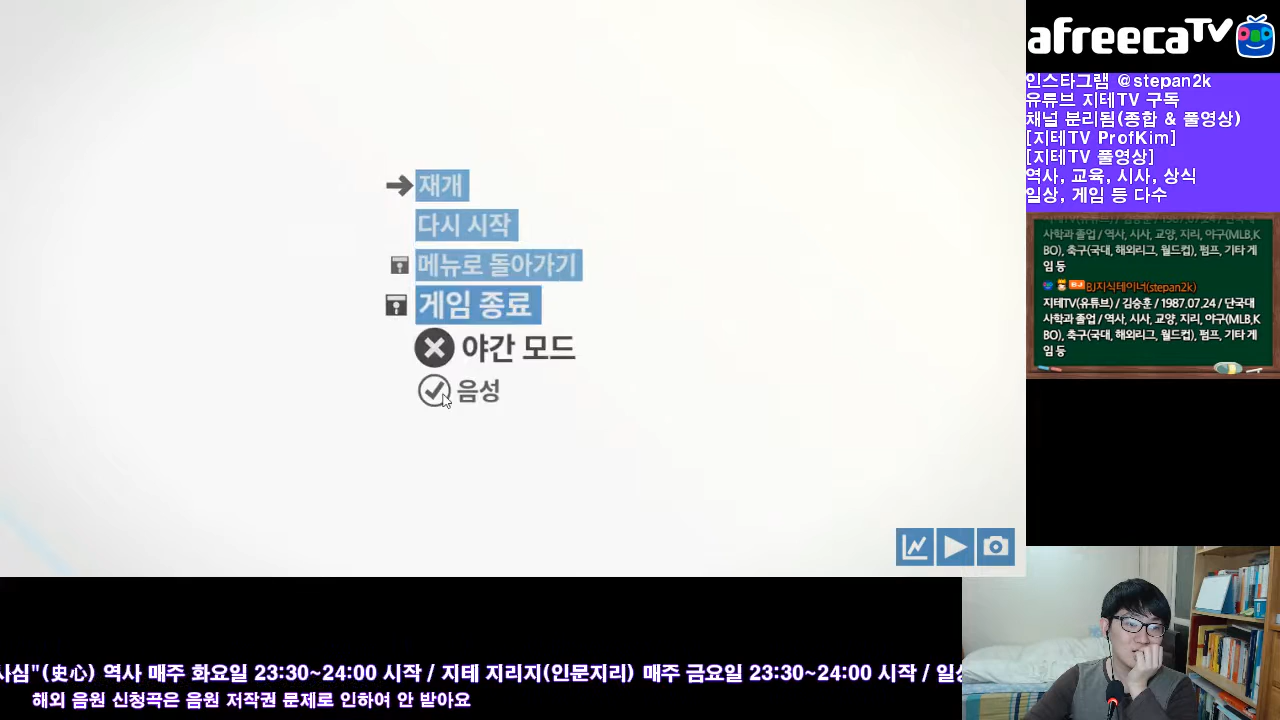 재개
다시 시작
메뉴로 돌아가기
게임 종료
야간 모드
음성
afreecaTV
인스타그램 @stepan2k
유튜브 지테TV 구독
채널 분리됨(종합 & 풀영상)
[지테TV ProfKim]
[지테TV 풀영상]
역사, 교육, 시사, 상식
일상, 게임 등 다수
사학과 졸업 / 역사, 시사, 교양, 지리, 야구(MLB,K
BO), 축구(국대, 해외리그, 월드컵), 펌프, 기타 게
임 등
BJ지식테이너(stepan2k)
지테TV(유튜브) / 김승훈 / 1987.07.24 / 단국대
사학과 졸업 / 역사, 시사, 교양, 지리, 야구(MLB,K
BO), 축구(국대, 해외리그, 월드컵), 펌프, 기타 게
임 등
사심"(史心) 역사 매주 화요일 23:30~24:00 시작 / 지테 지리지(인문지리) 매주 금요일 23:30~24:00 시작 / 일상
해외 음원 신청곡은 음원 저작권 문제로 인하여 안 받아요